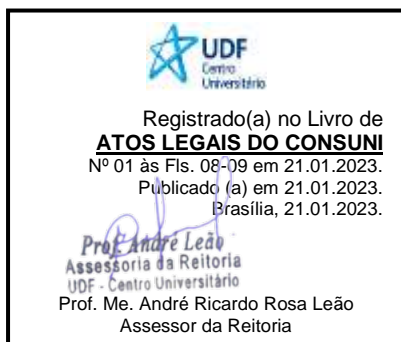 UDF
Centro
Universitário
Registrado(a) no Livro de
ATOS LEGAIS DO CONSUNI
Nº 01 às Fls. 08-09 em 21.01.2023.
Publicado (a) em 21.01.2023.
Brasília, 21.01.2023.
Prof. André Leão
Assessoria da Reitoria
UDF - Centro Universitário
Prof. Me. André Ricardo Rosa Leão
Assessor da Reitoria